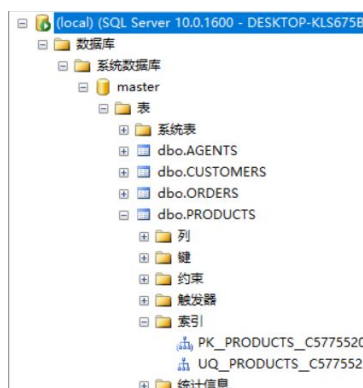 (local) (SQL Server 10.0.1600 - DESKTOP-KLS675B
数据库
系统数据库
master
表
系统表
dbo.AGENTS
dbo.CUSTOMERS
dbo.ORDERS
dbo.PRODUCTS
列
键
约束
触发器
索引
PK__PRODUCTS__C5775520
UQ__PRODUCTS__C577552
统计信息